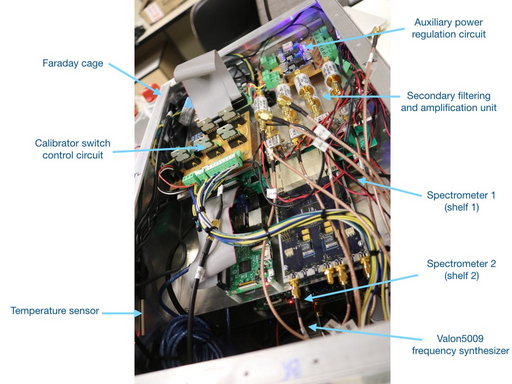 Auxiliary power
regulation circuit
Faraday cage
Secondary filtering
and amplification unit
Calibrator switch
control circuit
Spectrometer 1
(shelf 1)
Spectrometer 2
(shelf 2)
Temperature sensor
Valon5009
frequency synthesizer